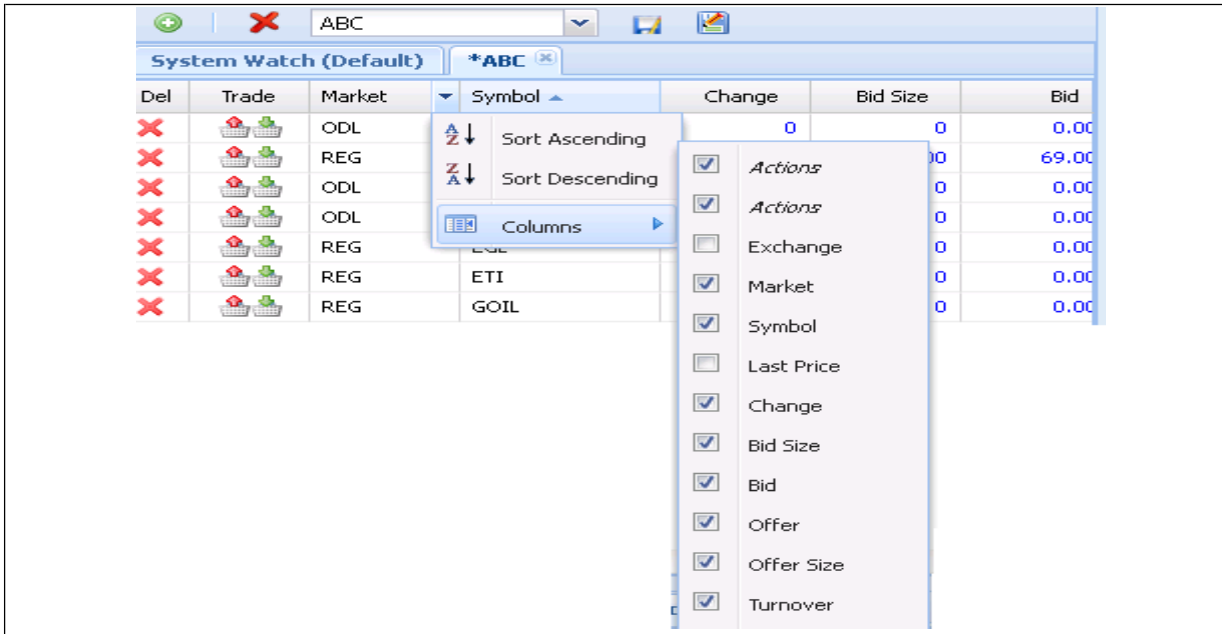 ABC
System Watch (Default) *ABC
Del Trade Market Symbol Change Bid Size Bid
ODL 0 0 0.00
REG 00 69.00
ODL 0 0.00
ODL 0 0.00
REG 0 0.00
REG ETI 0 0.00
REG GOIL 0 0.00
Sort Ascending
Sort Descending
Columns
Actions
Actions
Exchange
Market
Symbol
Last Price
Change
Bid Size
Bid
Offer
Offer Size
Turnover